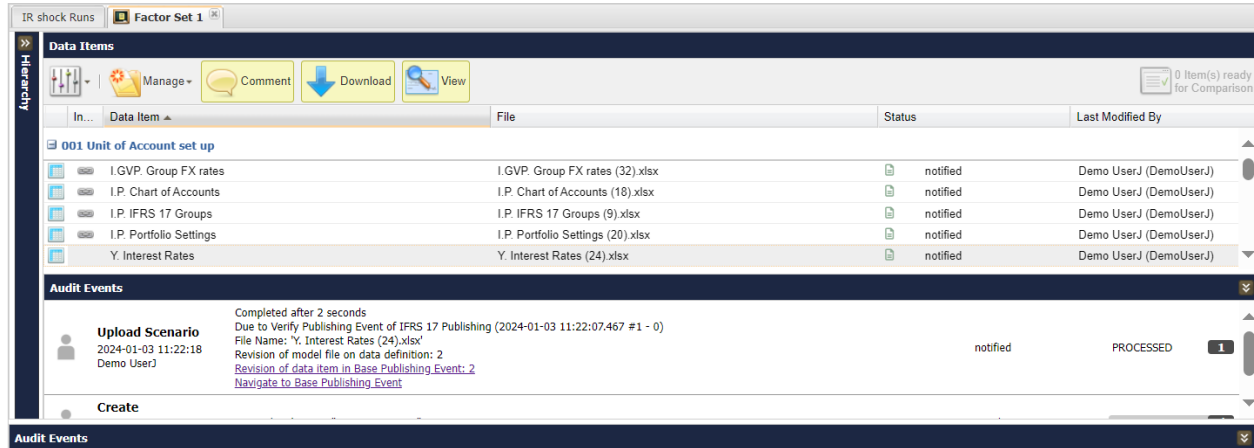 IR shock Runs Factor Set 1
Hierarchy
Data Items
Manage Comment Download View 0 Item(s) ready
for Comparison
In... Data Item File Status Last Modified By
001 Unit of Account set up
I.GVP. Group FX rates I.GVP. Group FX rates (32).xlsx notified Demo UserJ (DemoUserJ)
I.P. Chart of Accounts I.P. Chart of Accounts (18).xlsx notified Demo UserJ (DemoUserJ)
I.P. IFRS 17 Groups I.P. IFRS 17 Groups (9).xlsx notified Demo UserJ (DemoUserJ)
I.P. Portfolio Settings I.P. Portfolio Settings (20).xlsx notified Demo UserJ (DemoUserJ)
Y. Interest Rates Y. Interest Rates (24).xlsx notified Demo UserJ (DemoUserJ)
Audit Events
Upload Scenario
2024-01-03 11:22:18
Demo UserJ
Completed after 2 seconds
Due to Verify Publishing Event of IFRS 17 Publishing (2024-01-03 11:22:07.467 #1 - 0)
File Name: 'Y. Interest Rates (24).xlsx'
Revision of model file on data definition: 2
Revision of data item in Base Publishing Event: 2
Navigate to Base Publishing Event
notified PROCESSED 1
Create
Audit Events